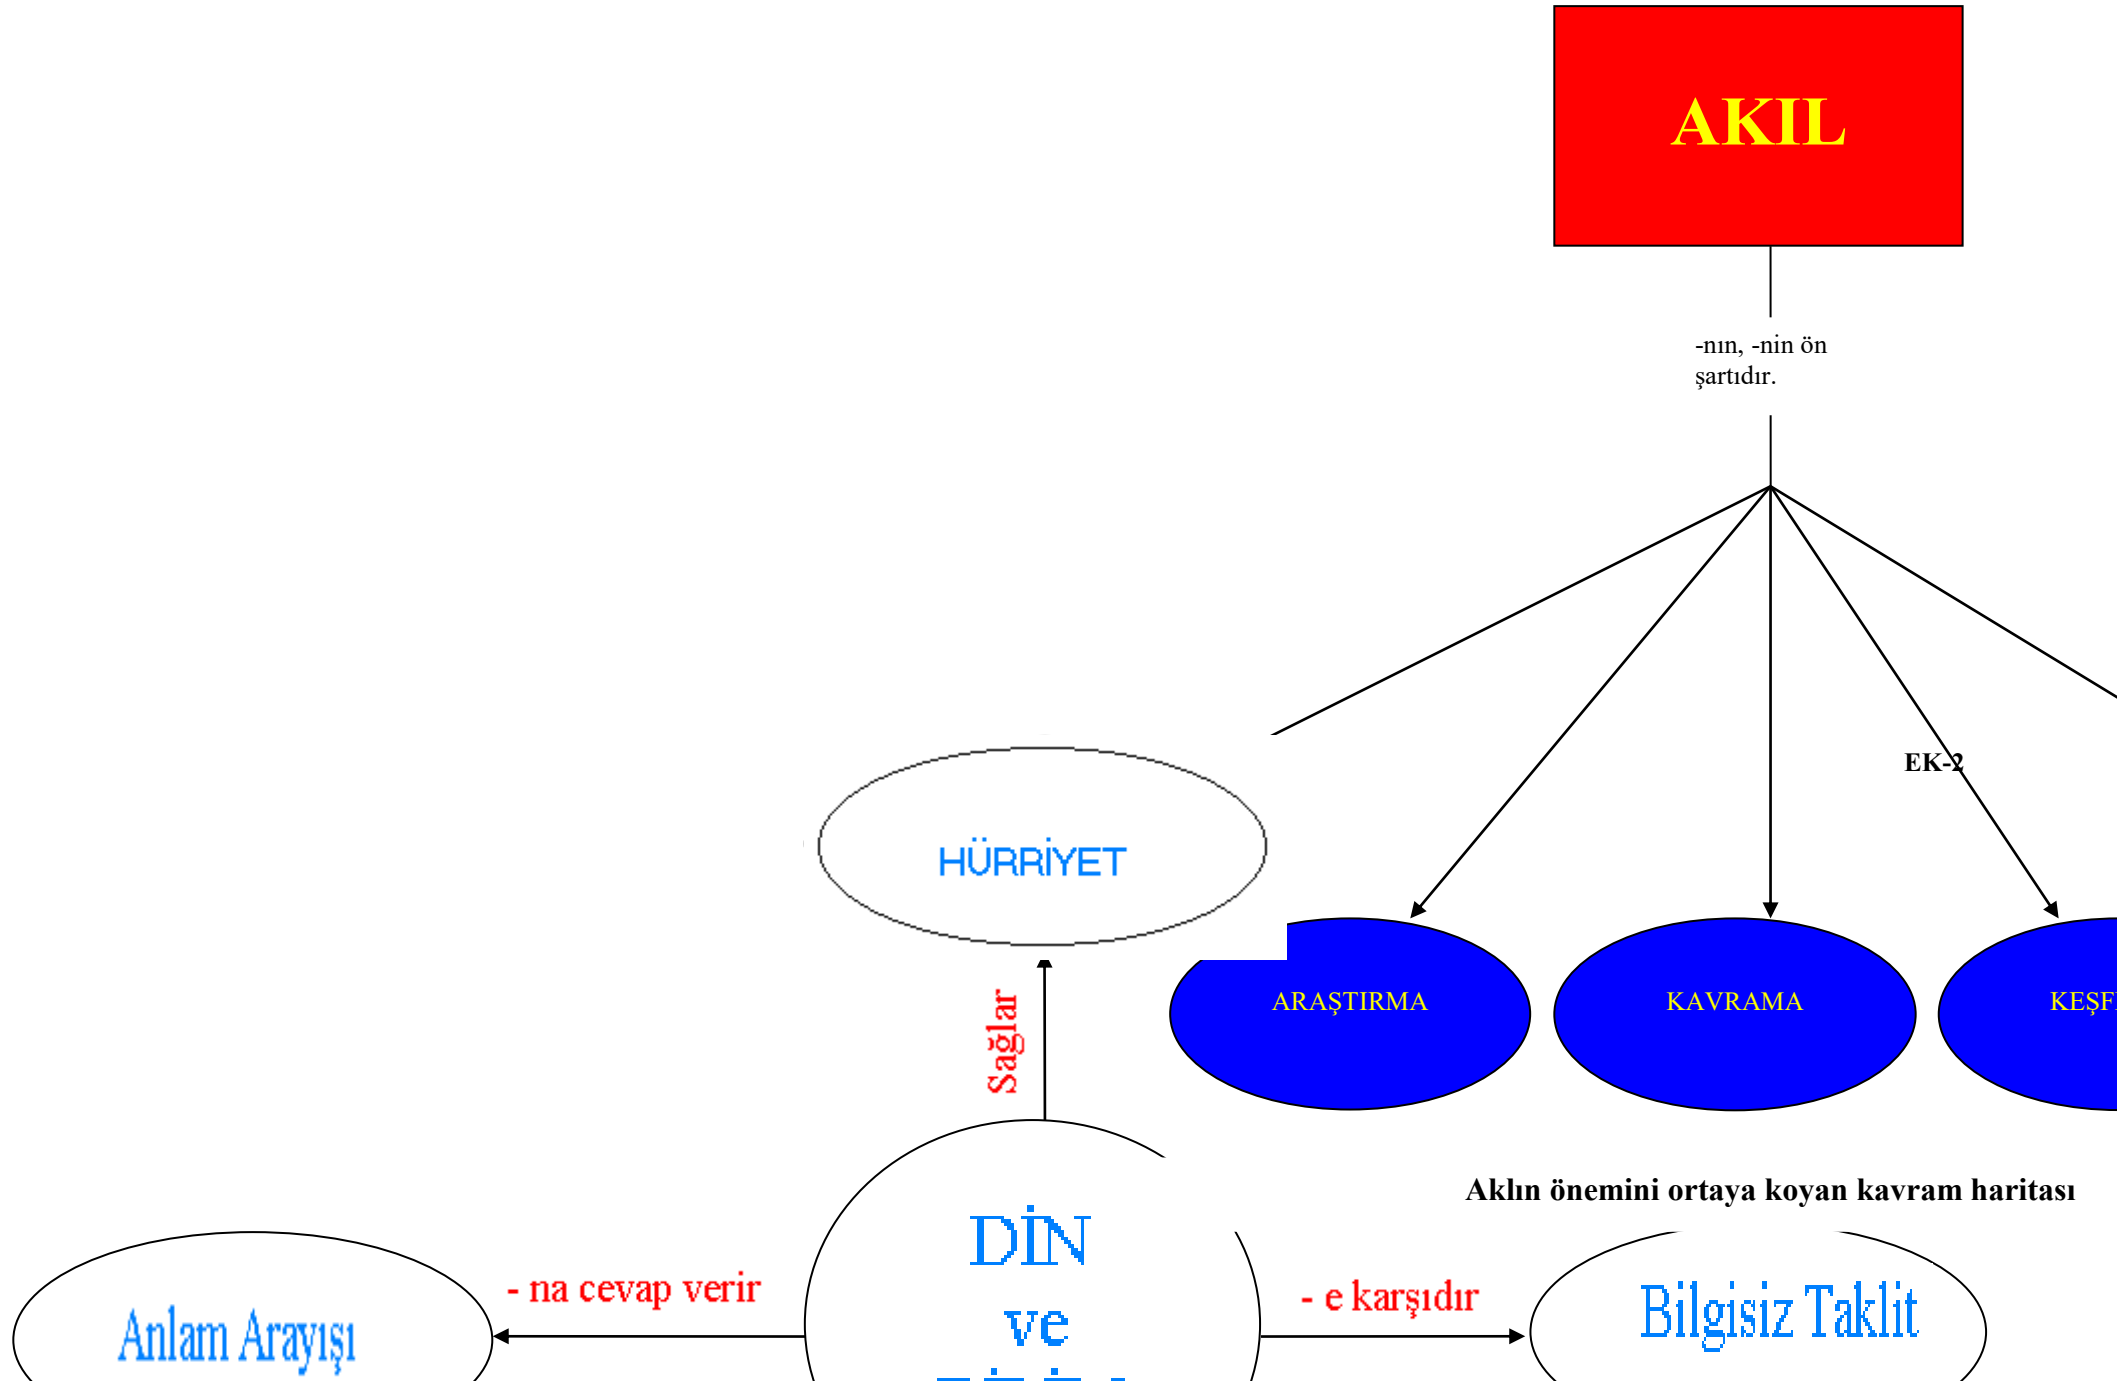 AKIL
-nın, -nin ön
şartıdır.
EK-2
HÜRRİYET
ARAŞTIRMA
KAVRAMA
Sağlar
Aklın önemini ortaya koyan kavram haritası
DİN
ve
- na cevap verir
- e karşıdır
Anlam Arayışı
Bilgisiz Taklit